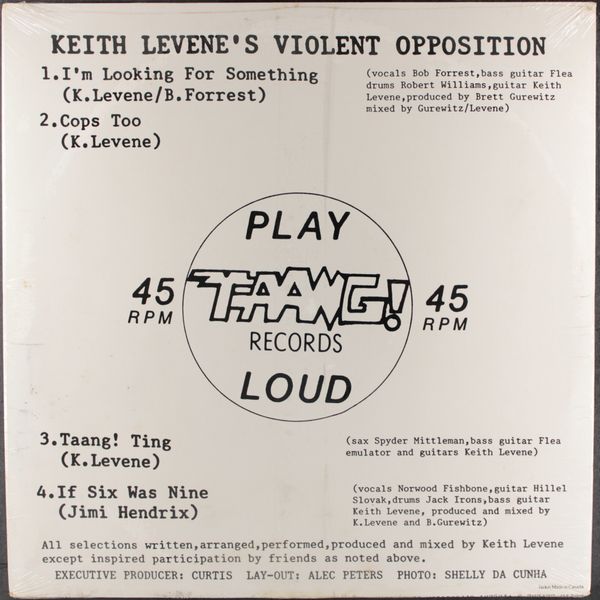 KEITH LEVENE'S VIOLENT OPPOSITION
1.I'm Looking For Something
(K.Levene/B.Forrest)
(vocals Bob Forrest,bass guitar Flea
drums Robert Williams,guitar Keith
Levene,produced by Brett Gurewitz
mixed by Gurewitz/Levene)
2.Cops Too
(K.Levene)
PLAY
45
RPM
TAANG!
45
RPM
RECORDS
LOUD
3.Taang! Ting
(K.Levene)
(sax Spyder Mittleman,bass guitar Flea
emulator and guitars Keith Levene)
4.If Six Was Nine
(Jimi Hendrix)
(vocals Norwood Fishbone,guitar Hillel
Slovak,drums Jack Irons,bass guitar
Keith Levene, produced and mixed by
K.Levene and B.Gurewitz)
All selections written,arranged,performed,produced and mixed by Keith Levene
except inspired participation by friends as noted above.
EXECUTIVE PRODUCER: CURTIS LAY-OUT: ALEC PETERS PHOTO: SHELLY DA CUNHA
Made in Canada